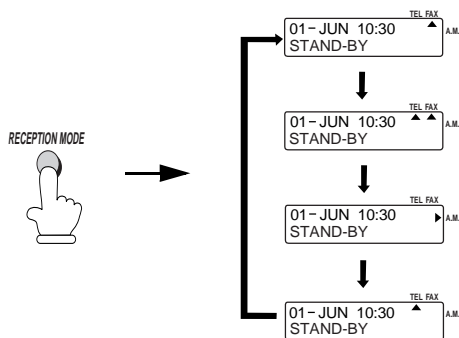 RECEPTION MODE
TEL FAX
01– JUN 10:30
A.M.
STAND-BY
TEL FAX
01– JUN 10:30
A.M.
STAND-BY
TEL FAX
01– JUN 10:30
A.M.
STAND-BY
TEL FAX
01– JUN 10:30
A.M.
STAND-BY